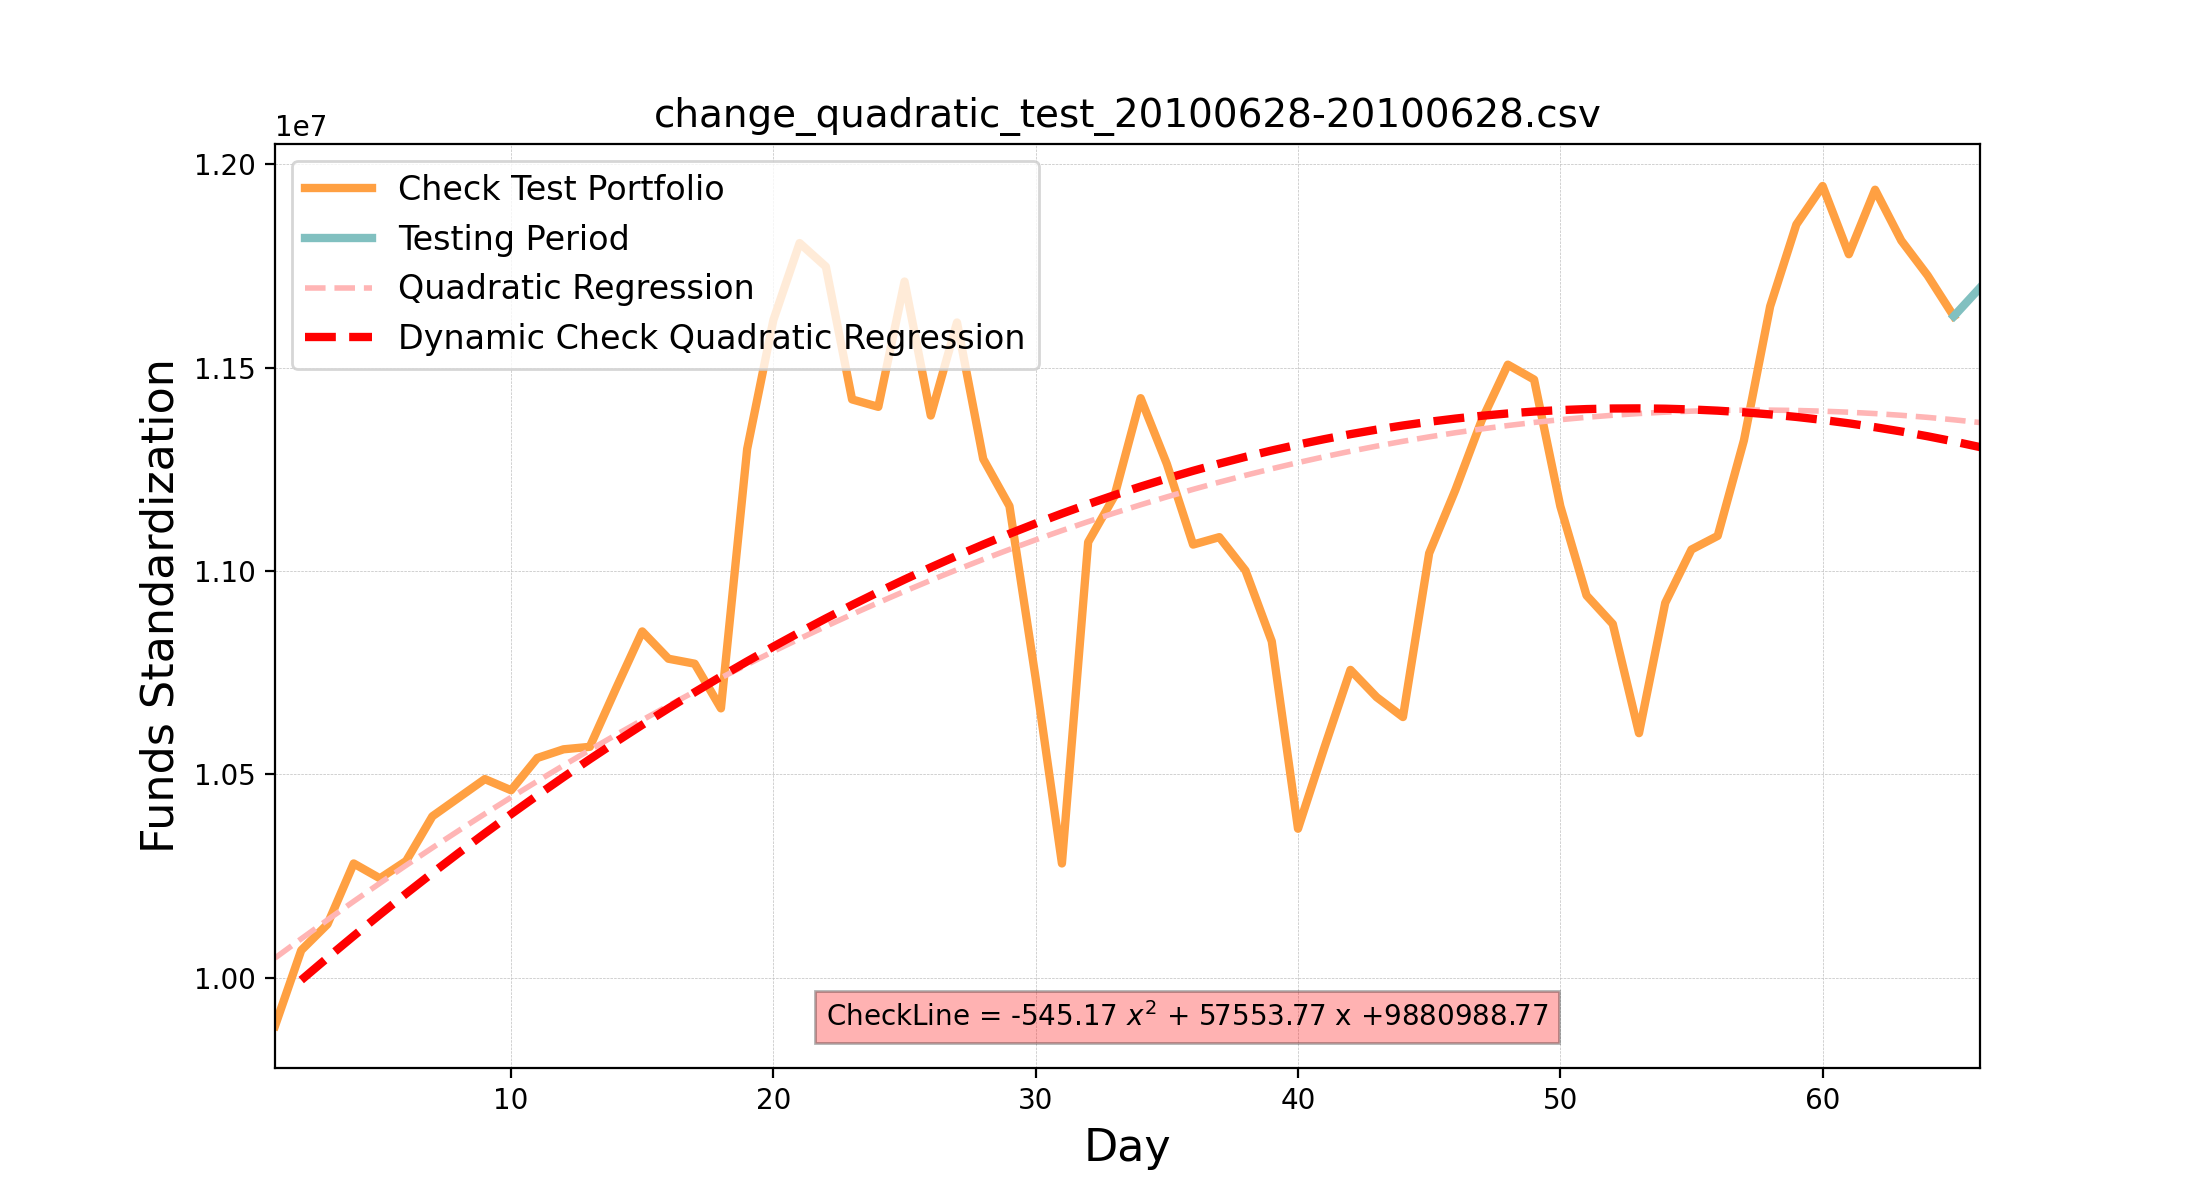 change_quadratic_test_20100628-20100628.csv
1e7
1.20
1.15
1.10
1.05
1.00
Funds Standardization
Check Test Portfolio
Testing Period
Quadratic Regression
Dynamic Check Quadratic Regression
CheckLine = -545.17 x² + 57553.77 x +9880988.77
10 20 30 40 50 60
Day